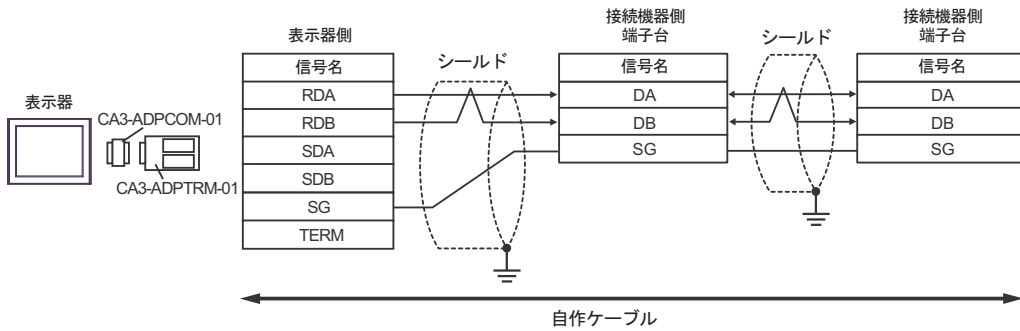 表示器
CA3-ADPCOM-01
CA3-ADPTRM-01
表示器側
信号名
RDA
RDB
SDA
SDB
SG
TERM
シールド
接続機器側
端子台
信号名
DA
DB
SG
シールド
接続機器側
端子台
信号名
DA
DB
SG
自作ケーブル